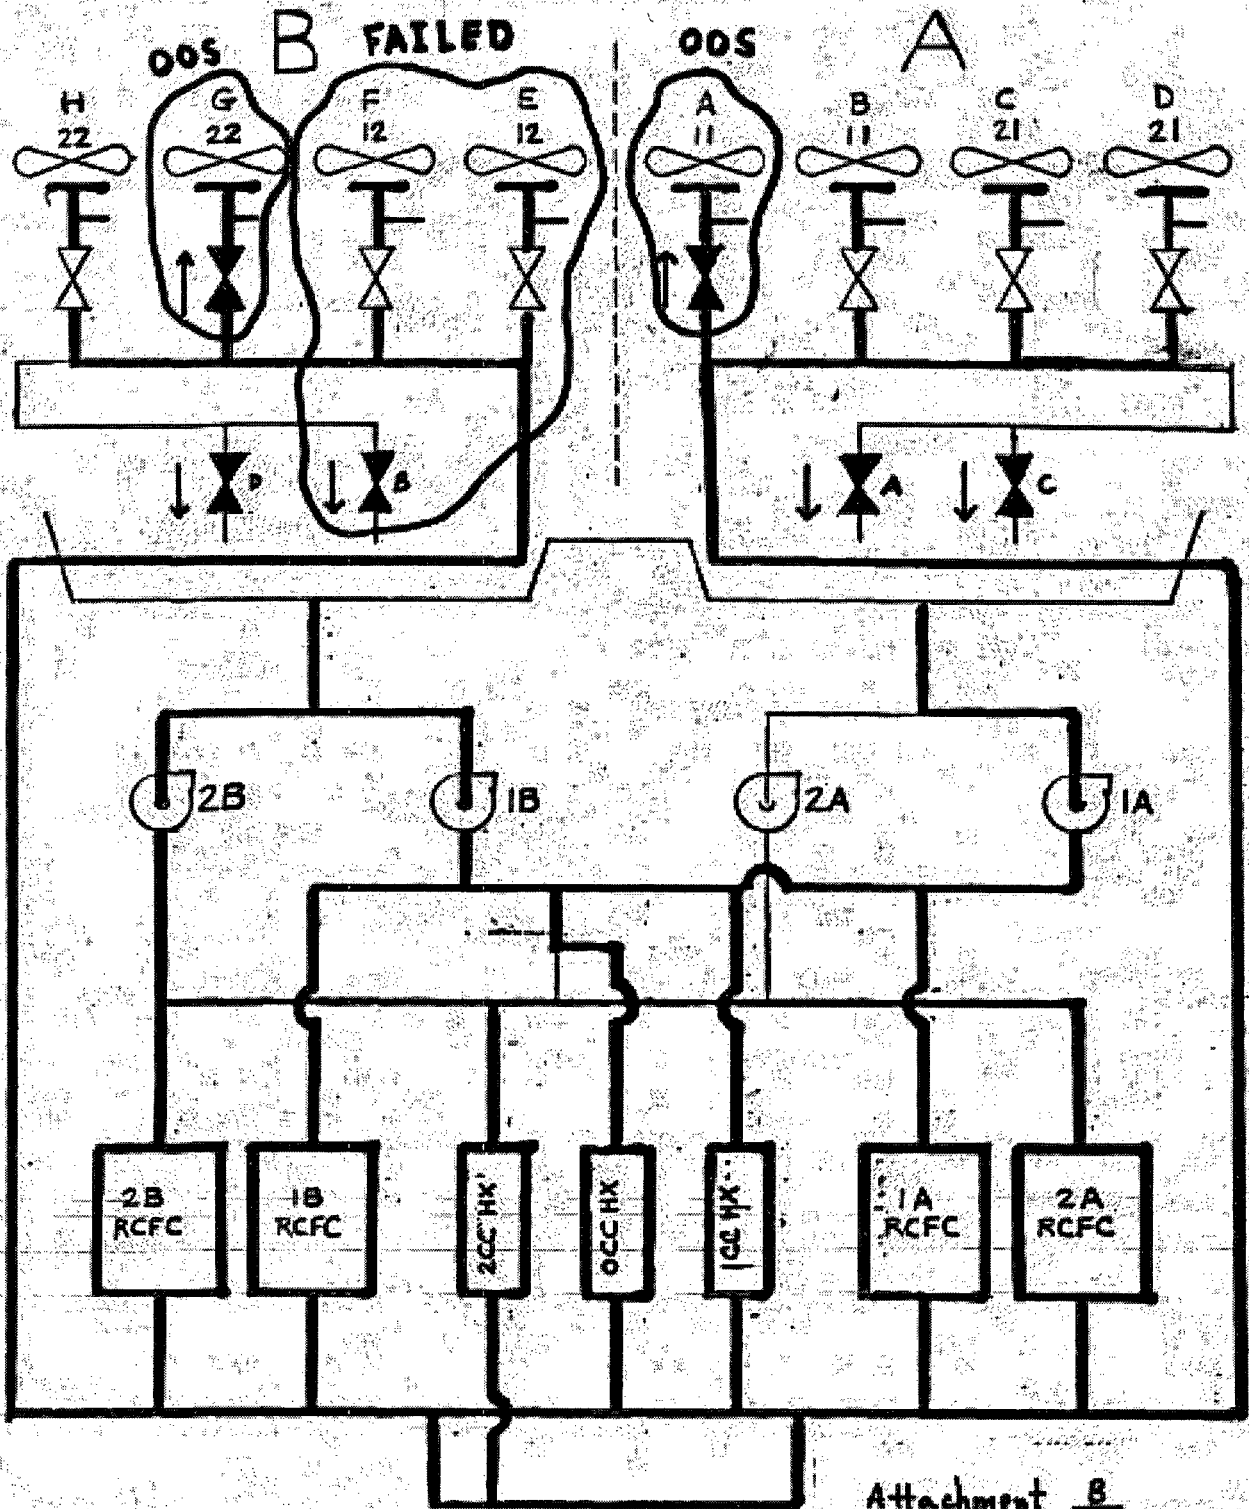 B FAILED OOS A
OOS
H G F E A B C D
22 22 12 12 11 11 21 21
D B A C
2B 1B 2A 1A
2B RCFC
1B RCFC
2CC HX
0CC HX
1CC HX
1A RCFC
2A RCFC
Attachment B